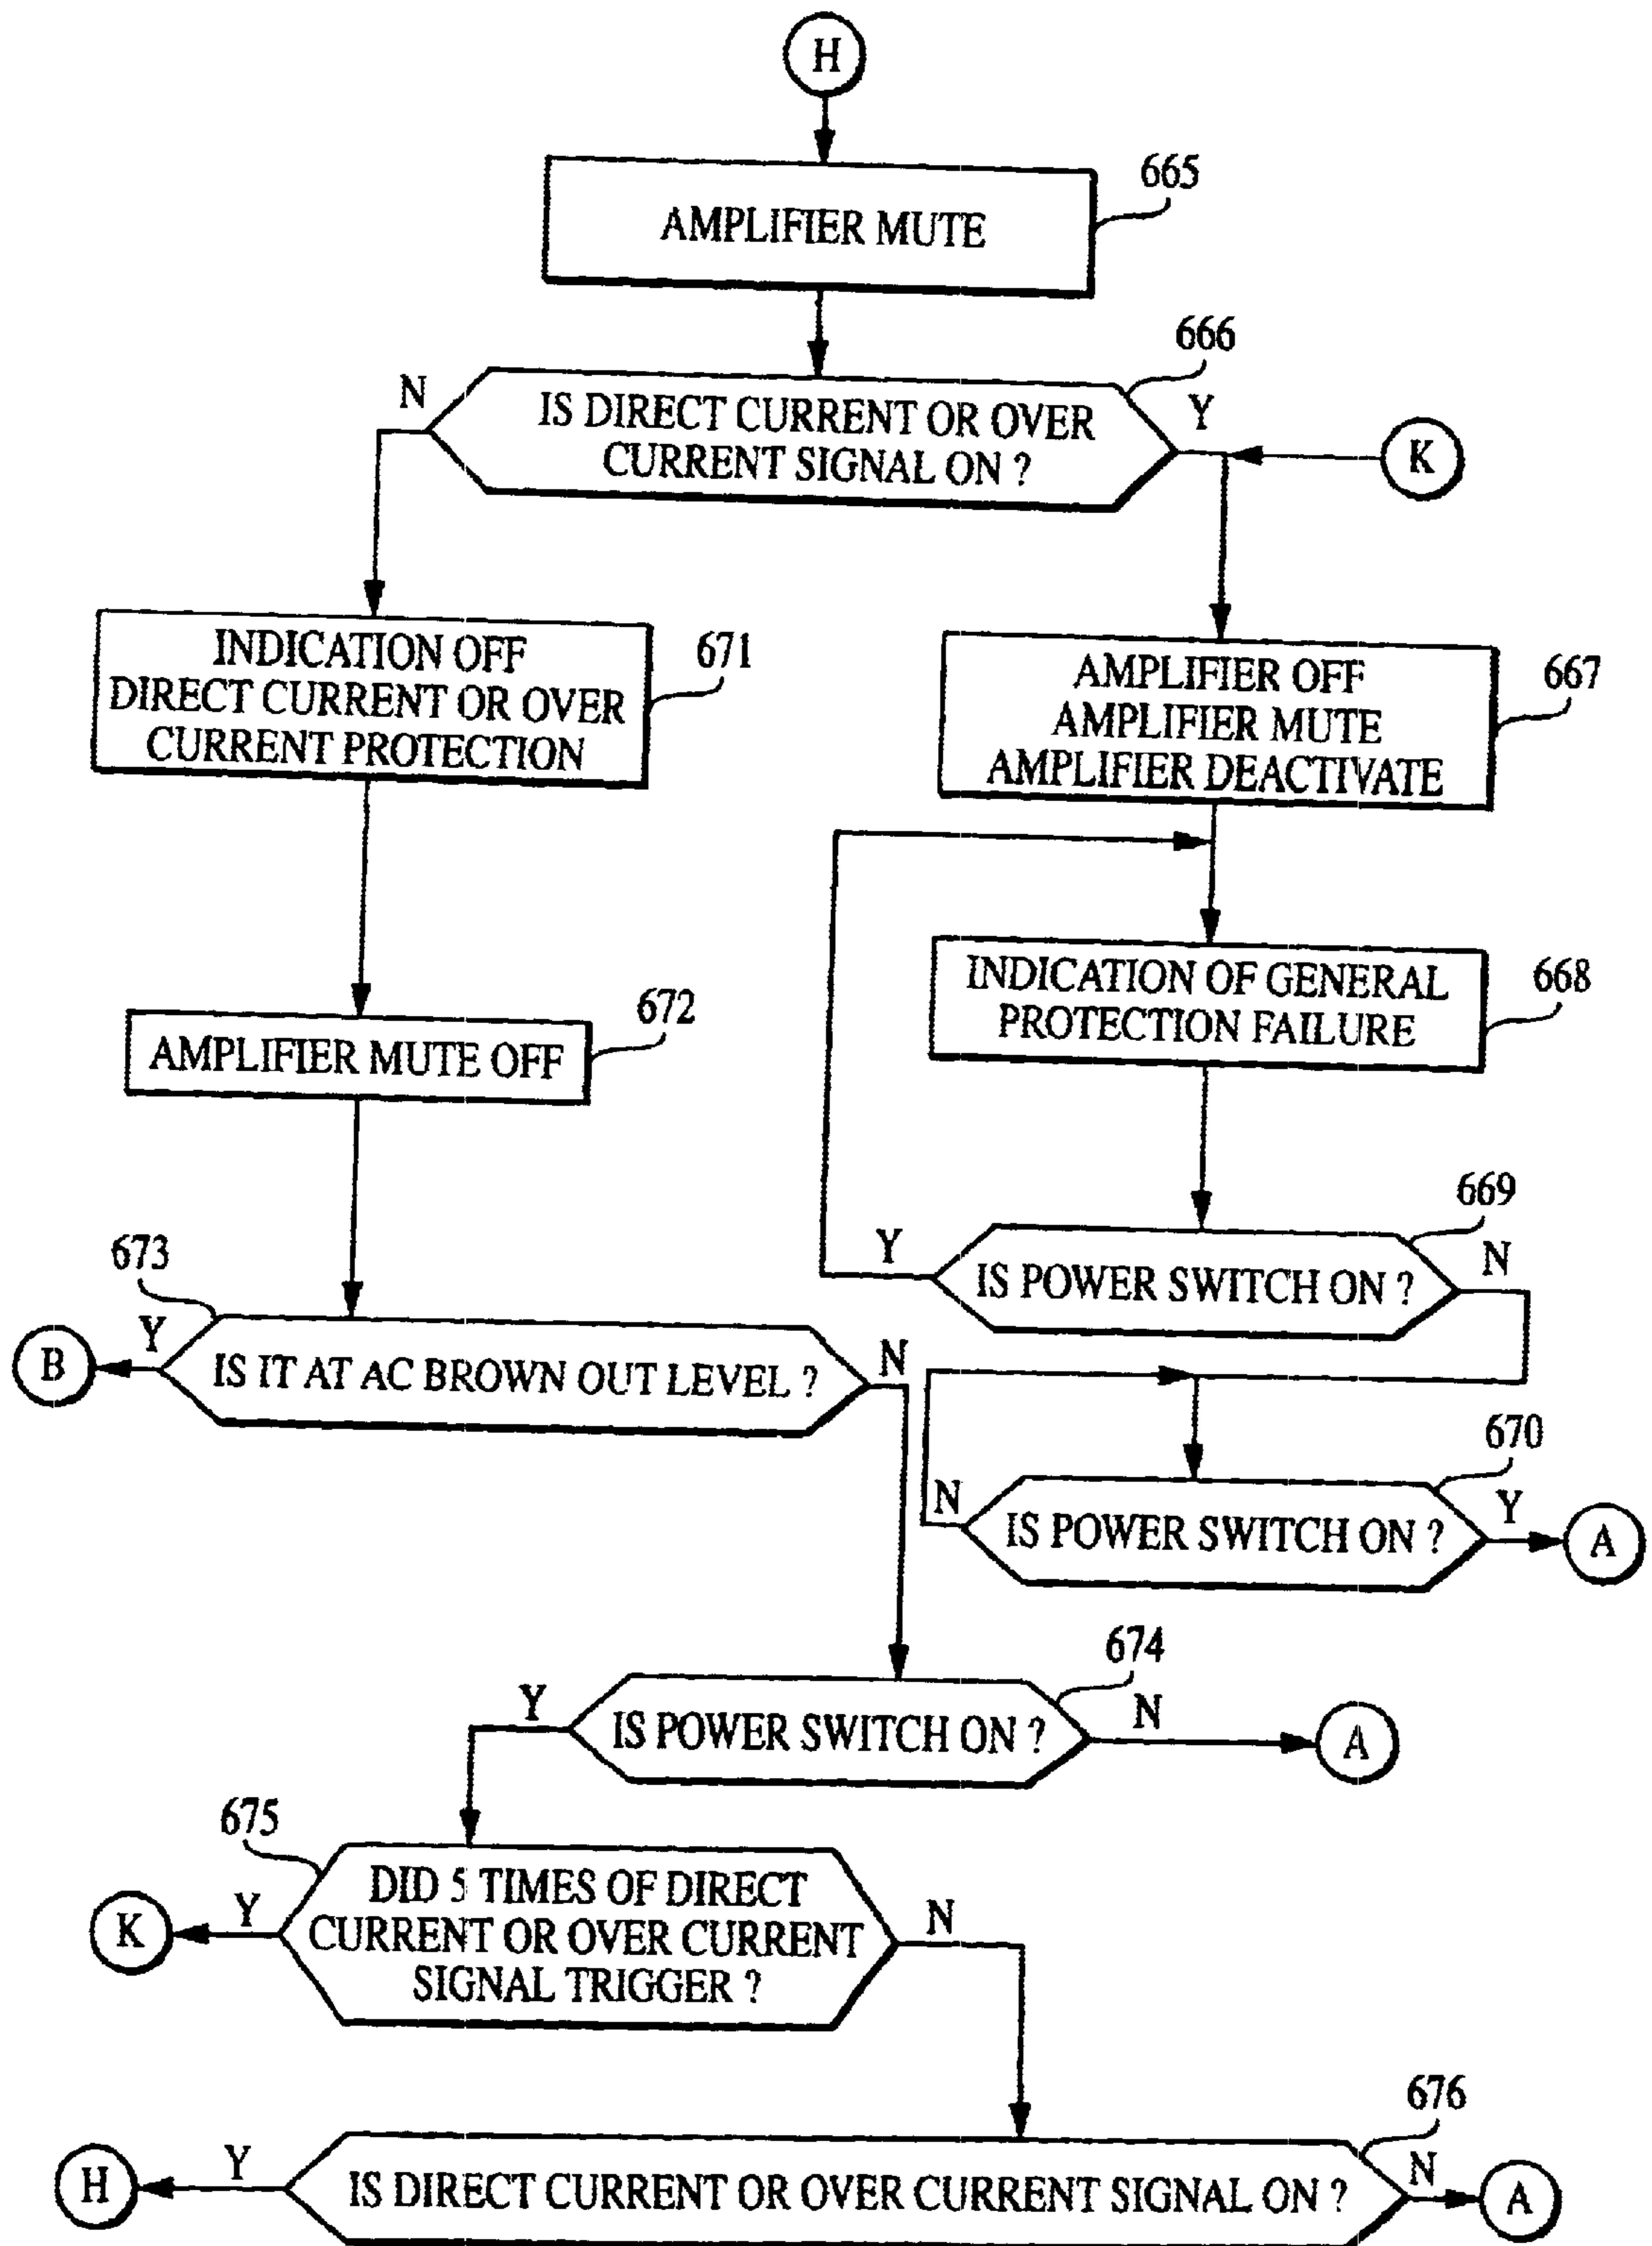 H
665
AMPLIFIER MUTE
666
N
IS DIRECT CURRENT OR OVER
CURRENT SIGNAL ON ?
Y
K
INDICATION OFF
DIRECT CURRENT OR OVER
CURRENT PROTECTION
671
AMPLIFIER OFF
AMPLIFIER MUTE
AMPLIFIER DEACTIVATE
667
INDICATION OF GENERAL
PROTECTION FAILURE
668
AMPLIFIER MUTE OFF
672
669
Y
IS POWER SWITCH ON ?
N
673
B
Y
IS IT AT AC BROWN OUT LEVEL ?
N
670
N
IS POWER SWITCH ON ?
Y
A
674
Y
IS POWER SWITCH ON ?
N
A
675
K
Y
DID 5 TIMES OF DIRECT
CURRENT OR OVER CURRENT
SIGNAL TRIGGER ?
N
676
H
Y
IS DIRECT CURRENT OR OVER CURRENT SIGNAL ON ?
N
A